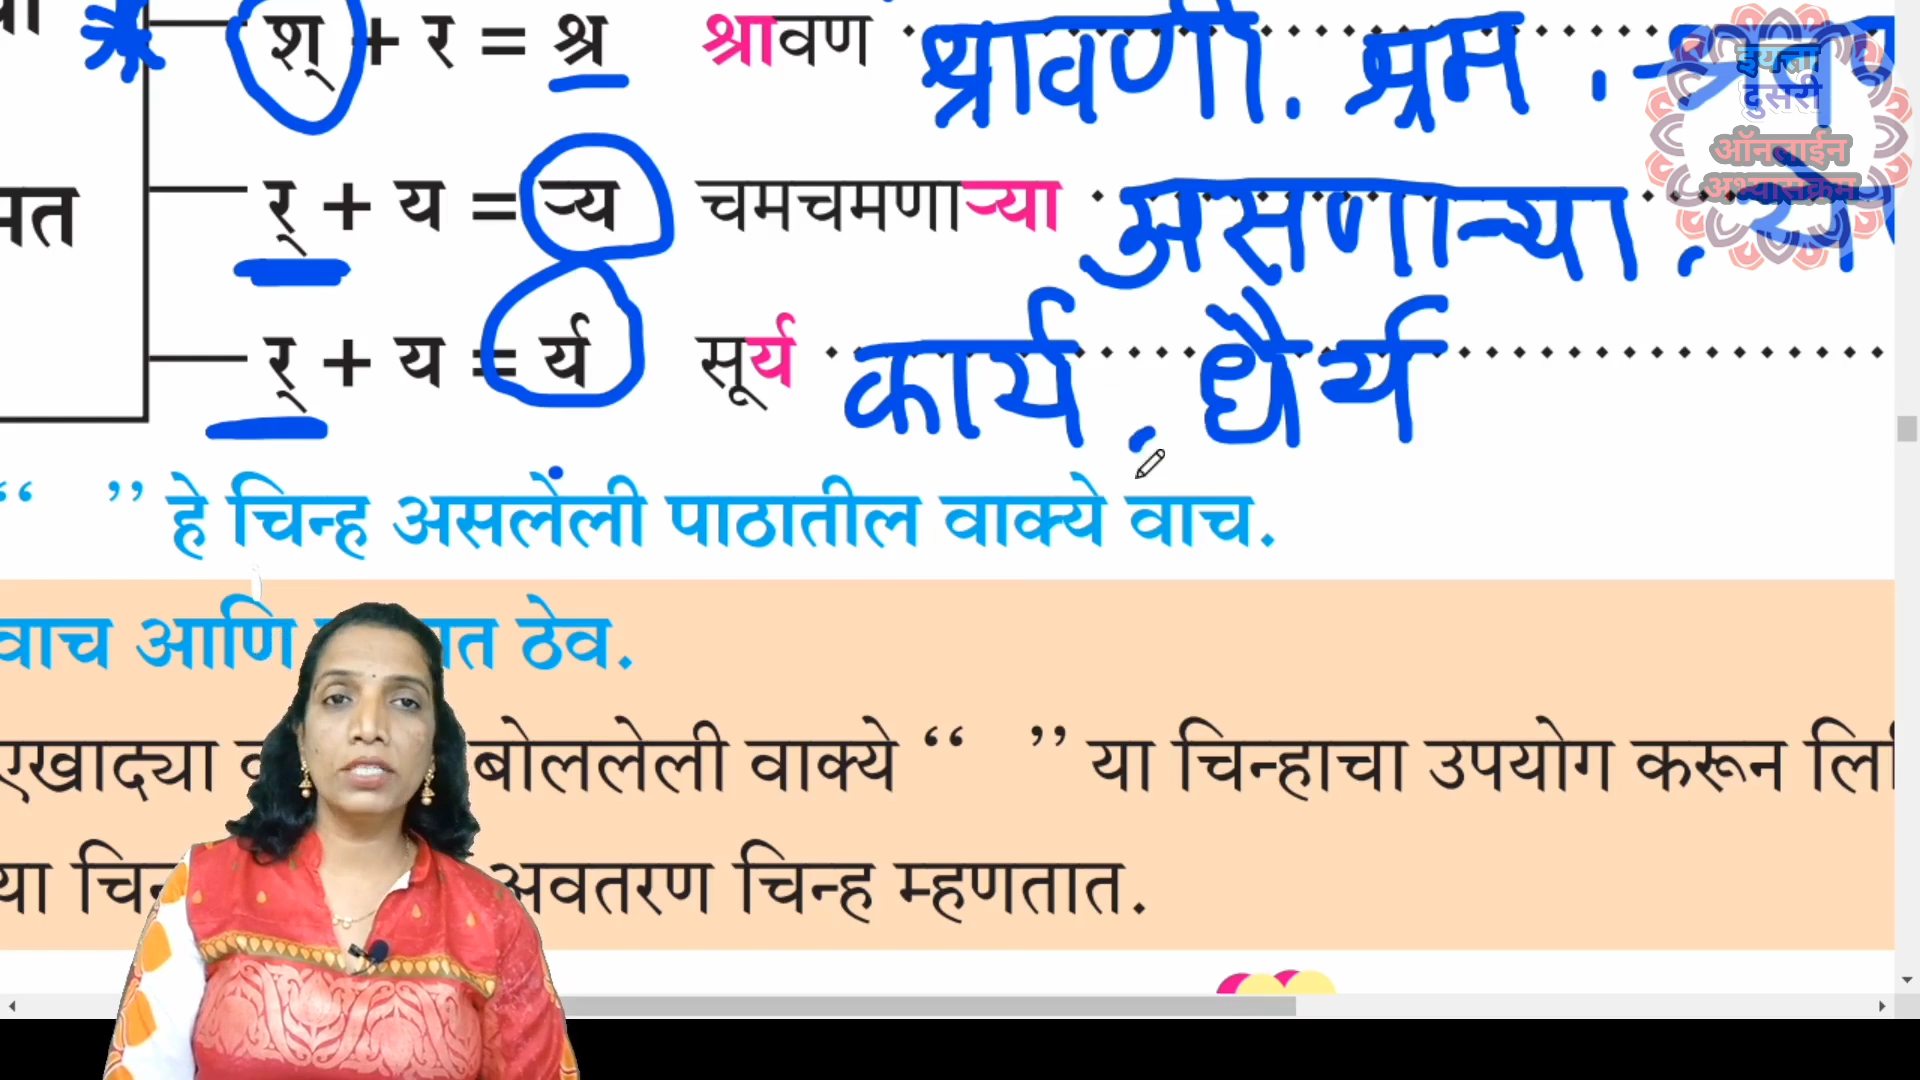 श् + र = श्र श्रावण श्रावणी. श्रम .
मत र् + य = ऱ्य चमचमणाऱ्या असणाऱ्या.
र् + य = र्य सूर्य कार्य . धैर्य
“ ” हे चिन्ह असलेली पाठातील वाक्ये वाच.
वाच आणि ठेव.
एखाद्या बोललेली वाक्ये “ ” या चिन्हाचा उपयोग करून
या अवतरण चिन्ह म्हणतात.
इयत्ता
दुसरी
ऑनलाईन
अभ्यासक्रम